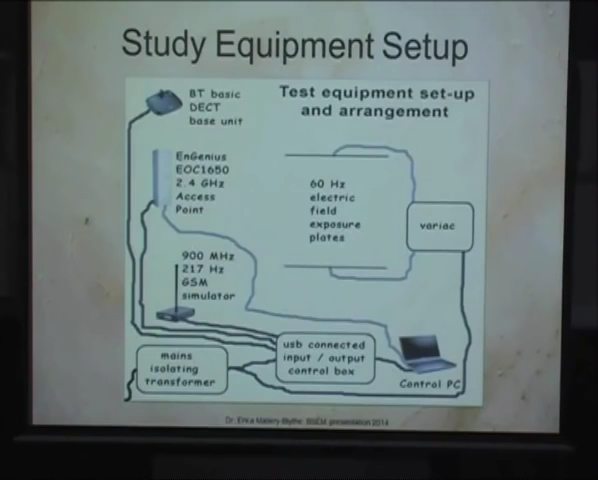 Study Equipment Setup
BT basic
DECT
base unit
Test equipment set-up
and arrangement
EnGenius
EOC1650
2.4 GHz
Access
Point
60 Hz
electric
field
exposure
plates
variac
900 MHz
217 Hz
GSM
simulator
usb connected
input / output
control box
mains
isolating
transformer
Control PC
Dr. Erica Mallery-Blythe. BSEM presentation 2014